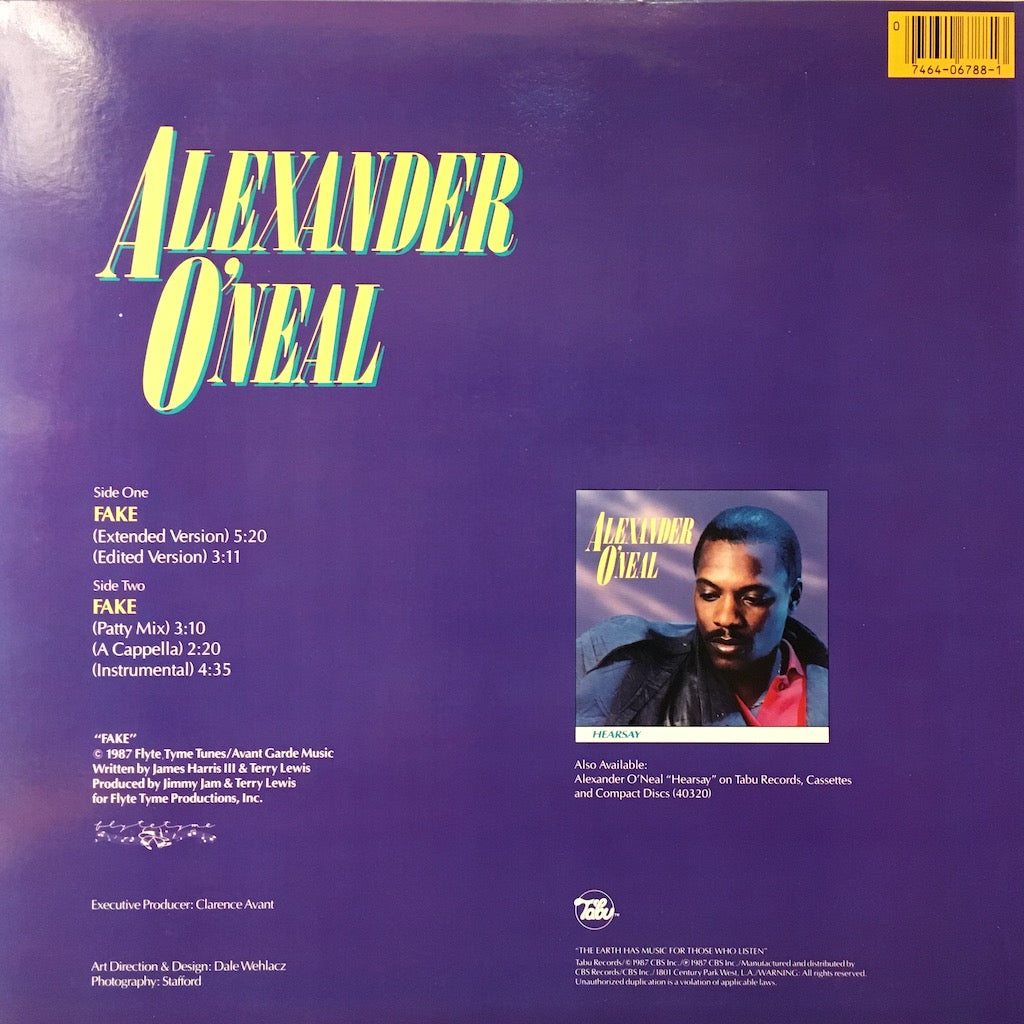 0
7464-06788-1
ALEXANDER
O'NEAL
Side One
FAKE
(Extended Version) 5:20
(Edited Version) 3:11
Side Two
FAKE
(Patty Mix) 3:10
(A Cappella) 2:20
(Instrumental) 4:35
"FAKE"
© 1987 Flyte Tyme Tunes/Avant Garde Music
Written by James Harris III & Terry Lewis
Produced by Jimmy Jam & Terry Lewis
for Flyte Tyme Productions, Inc.
flyte tyme
Executive Producer: Clarence Avant
Art Direction & Design: Dale Wehlacz
Photography: Stafford
ALEXANDER
O'NEAL
HEARSAY
Also Available:
Alexander O'Neal "Hearsay" on Tabu Records, Cassettes
and Compact Discs (40320)
Tabu™
"THE EARTH HAS MUSIC FOR THOSE WHO LISTEN"
Tabu Records/© 1987 CBS Inc./℗ 1987 CBS Inc./Manufactured and distributed by
CBS Records/CBS Inc./1801 Century Park West, L.A./WARNING: All rights reserved.
Unauthorized duplication is a violation of applicable laws.